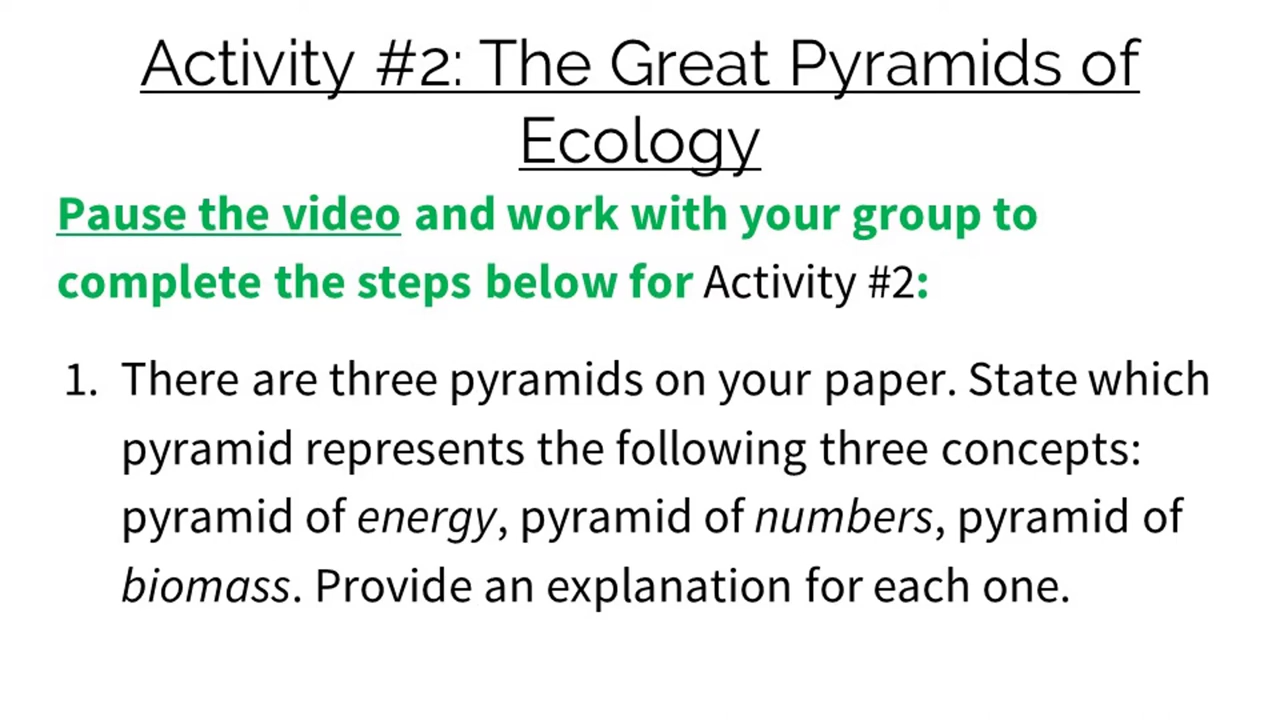 Activity #2: The Great Pyramids of
Ecology
Pause the video and work with your group to
complete the steps below for Activity #2:
1. There are three pyramids on your paper. State which
pyramid represents the following three concepts:
pyramid of energy, pyramid of numbers, pyramid of
biomass. Provide an explanation for each one.